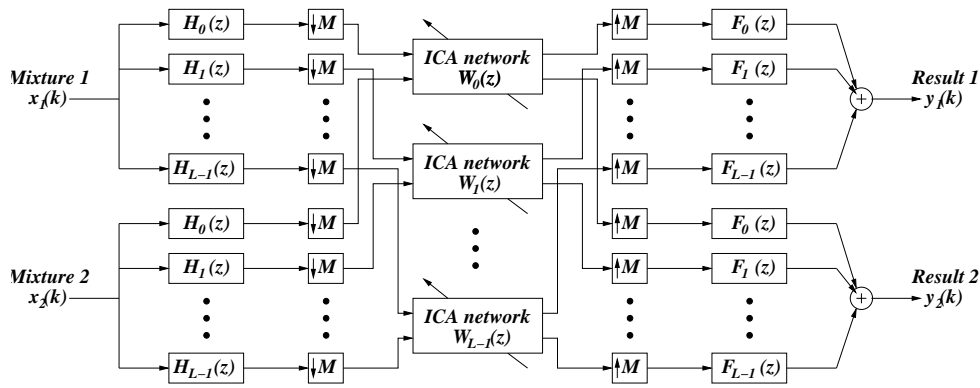 H0(z) ↓M ICA network W0(z) ↑M F0(z)
Mixture 1 H1(z) ↓M ↑M F1(z) Result 1
x1(k) + y1(k)
HL−1(z) ↓M ICA network W1(z) ↑M FL−1(z)
H0(z) ↓M ↑M F0(z)
Mixture 2 H1(z) ↓M ↑M F1(z) Result 2
x2(k) + y2(k)
HL−1(z) ↓M ICA network WL−1(z) ↑M FL−1(z)